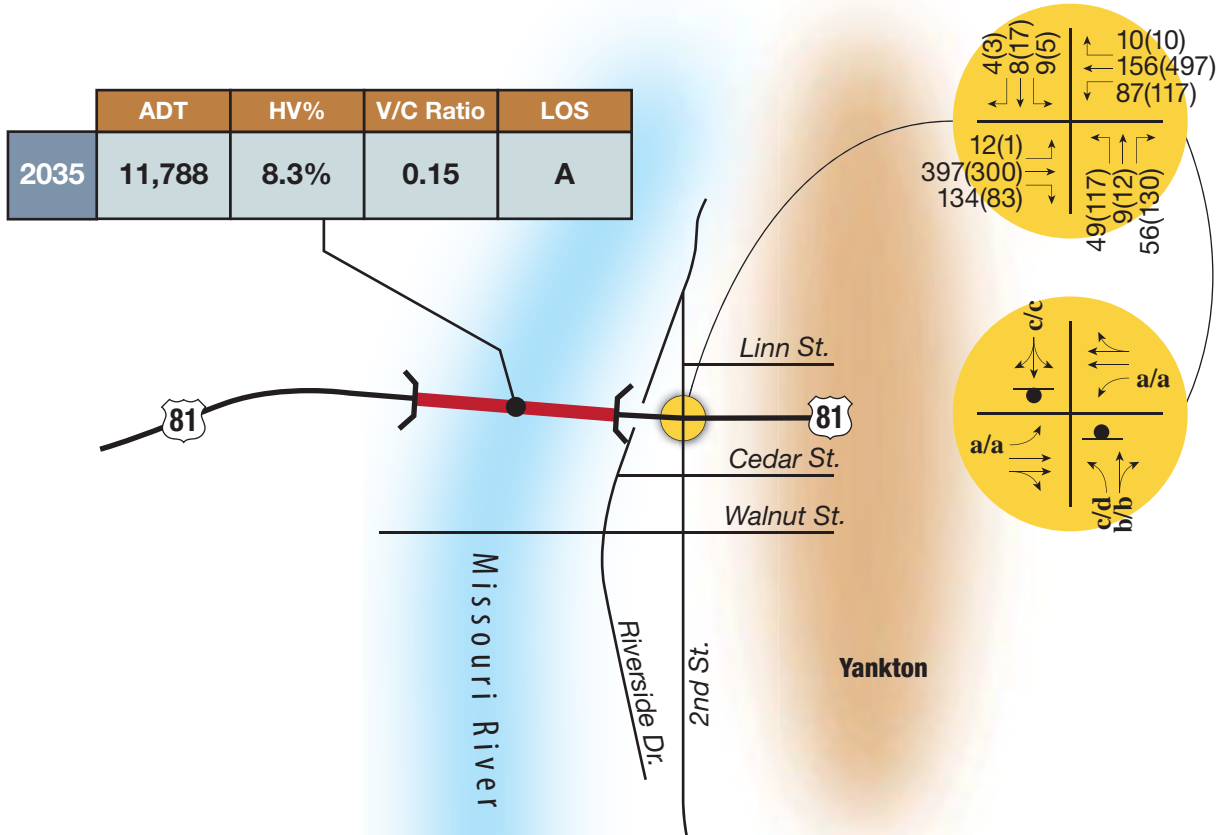 ADT HV% V/C Ratio LOS
2035 11,788 8.3% 0.15 A
4(3)
8(17)
9(5)
10(10)
156(497)
87(117)
12(1)
397(300)
134(83)
49(117)
9(12)
56(130)
c/c
a/a
a/a
c/d
b/b
Linn St.
81
81
Cedar St.
Walnut St.
Missouri River
Riverside Dr.
2nd St.
Yankton